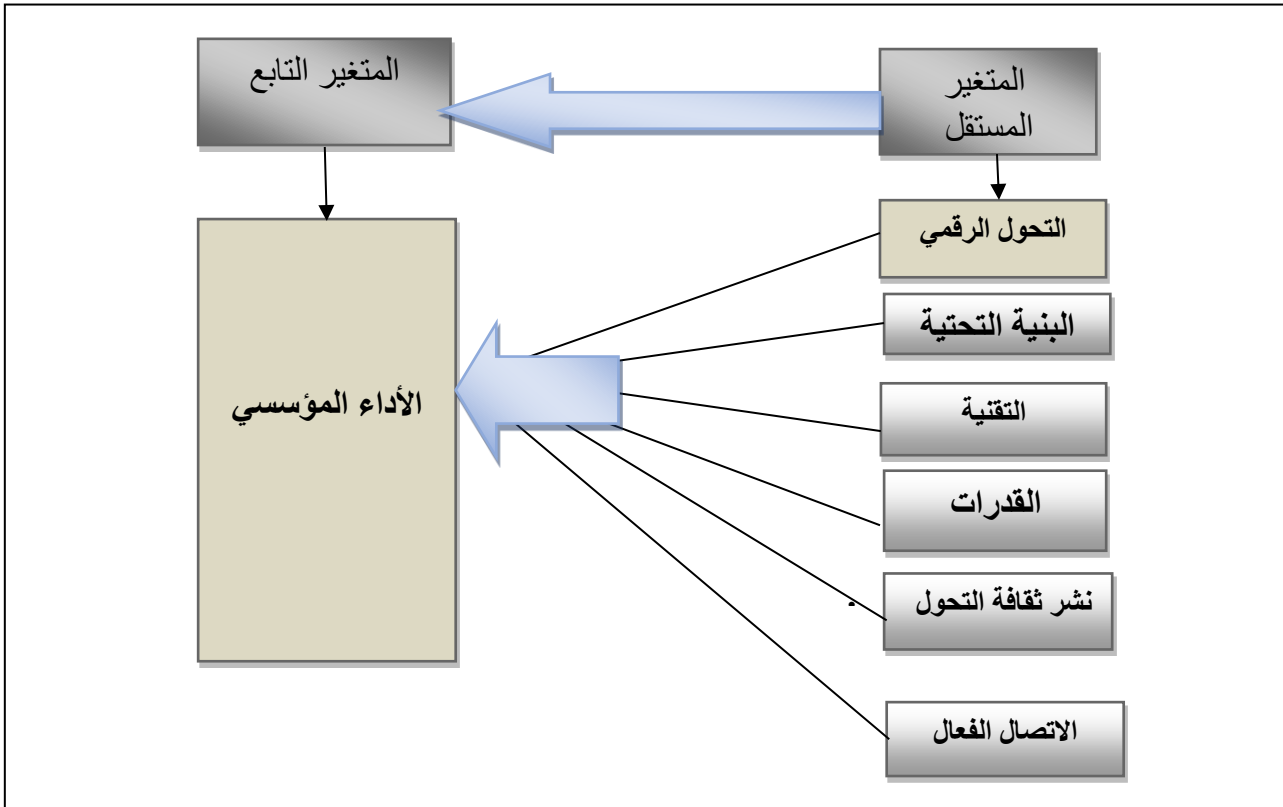 المتغير
المستقل
المتغير التابع
التحول الرقمي
البنية التحتية
التقنية
القدرات
نشر ثقافة التحول
الاتصال الفعال
الأداء المؤسسي